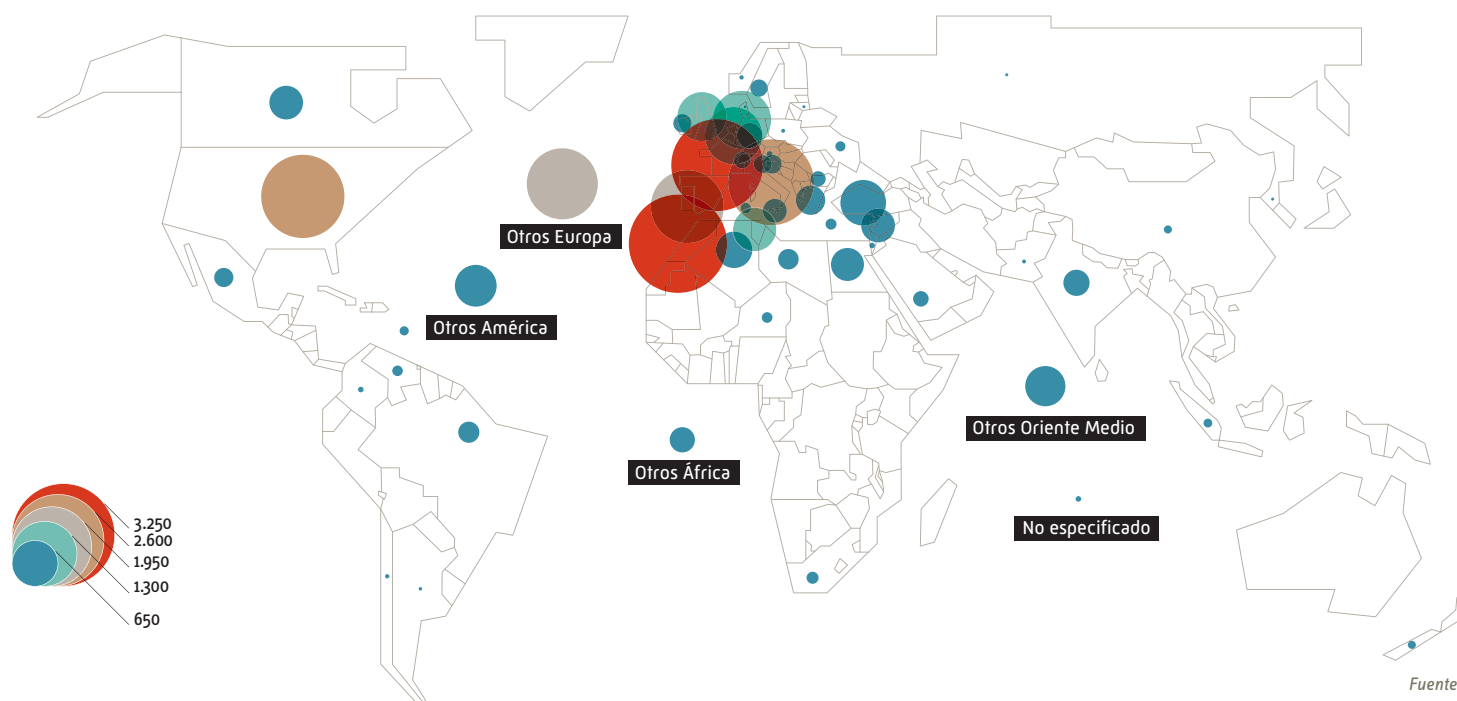 Otros Europa
Otros América
Otros Oriente Medio
Otros África
No especificado
3.250
2.600
1.950
1.300
650
Fuente